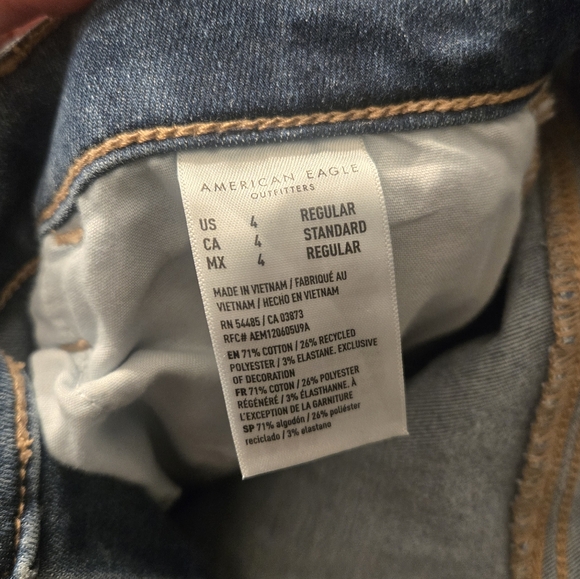 AMERICAN EAGLE
OUTFITTERS
US 4 REGULAR
CA 4 STANDARD
MX 4 REGULAR
MADE IN VIETNAM / FABRIQUÉ AU
VIETNAM / HECHO EN VIETNAM
RN 54485 / CA 03873
RFC# AEM120605U9A
EN 71% COTTON / 26% RECYCLED
POLYESTER / 3% ELASTANE. EXCLUSIVE
OF DECORATION
FR 71% COTON / 26% POLYESTER
RÉGÉNÉRÉ / 3% ÉLASTHANNE. À
L'EXCEPTION DE LA GARNITURE
SP 71% algodón / 26% poliéster
reciclado / 3% elastano